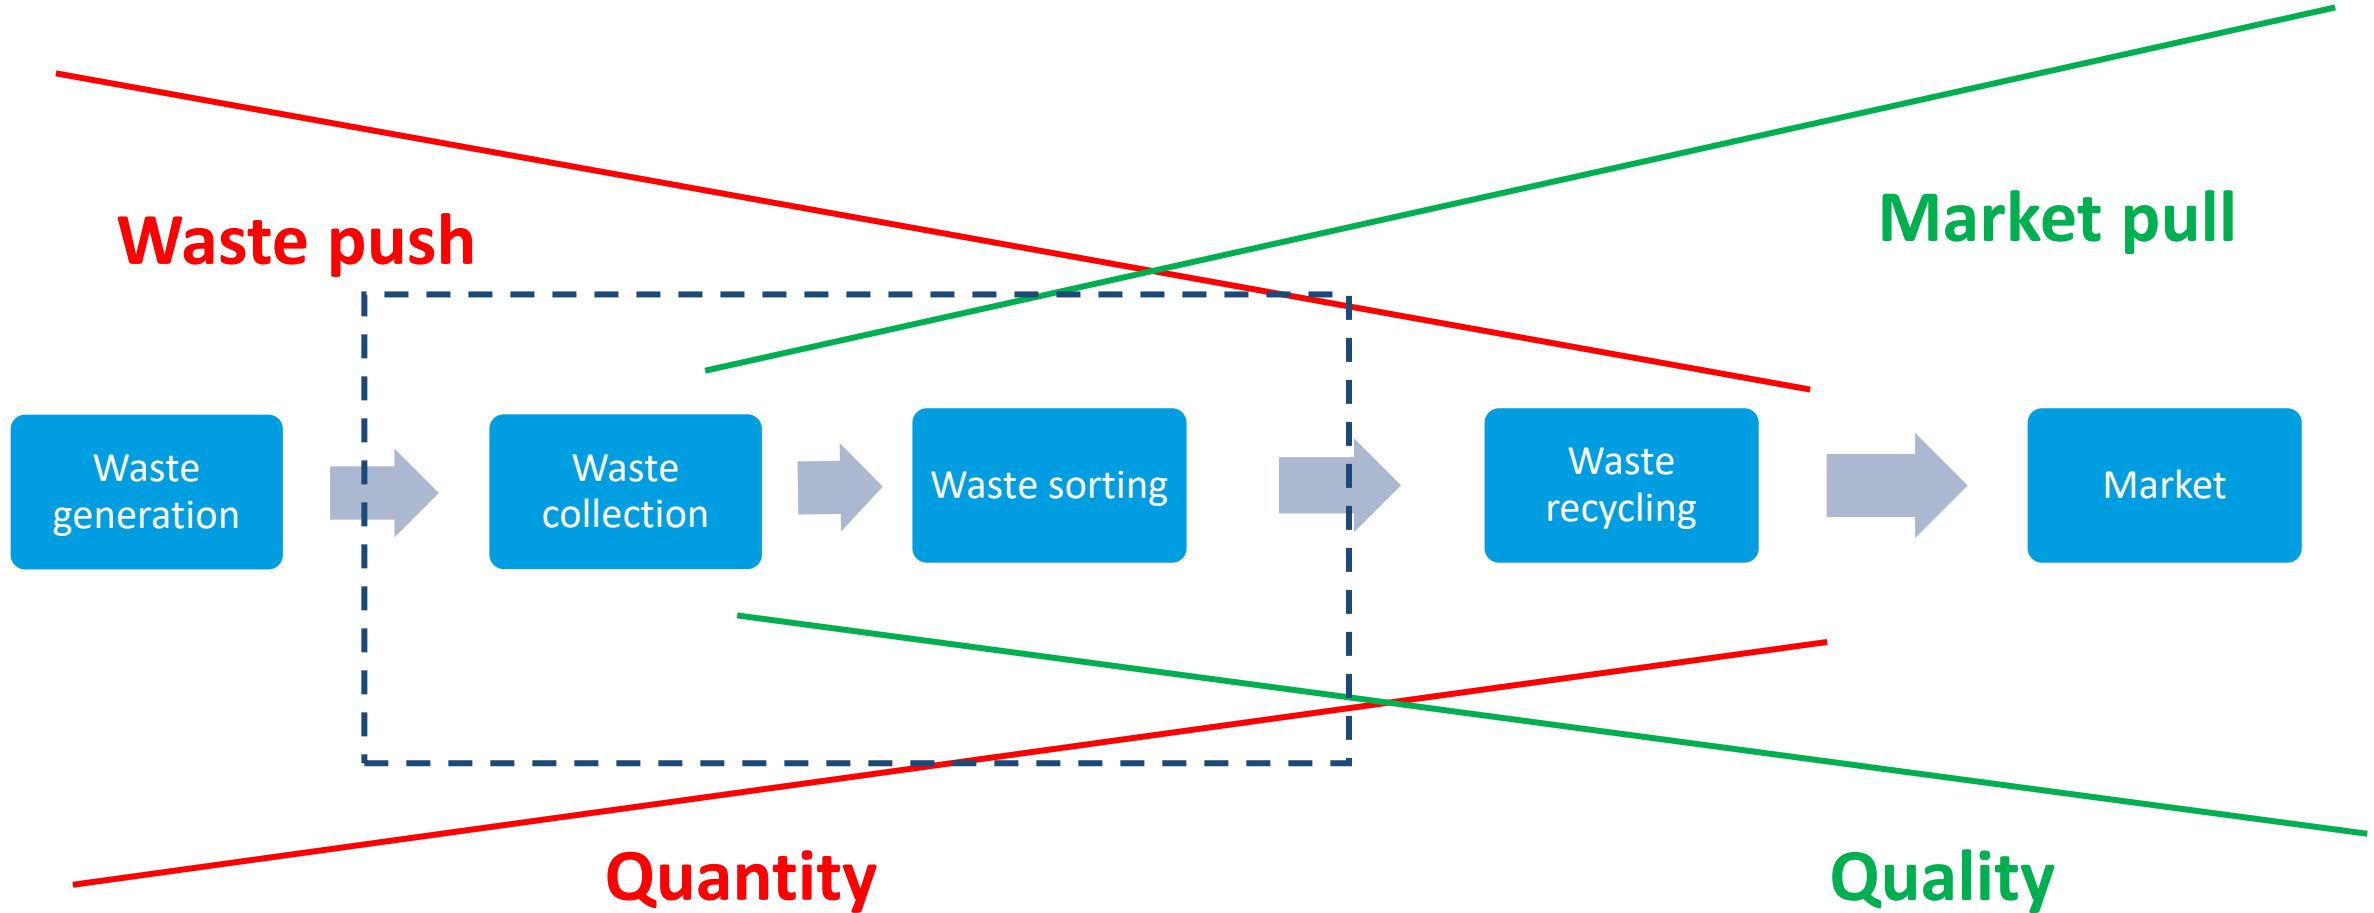 Waste push
Market pull
Waste
generation
Waste
collection
Waste sorting
Waste
recycling
Market
Quantity
Quality